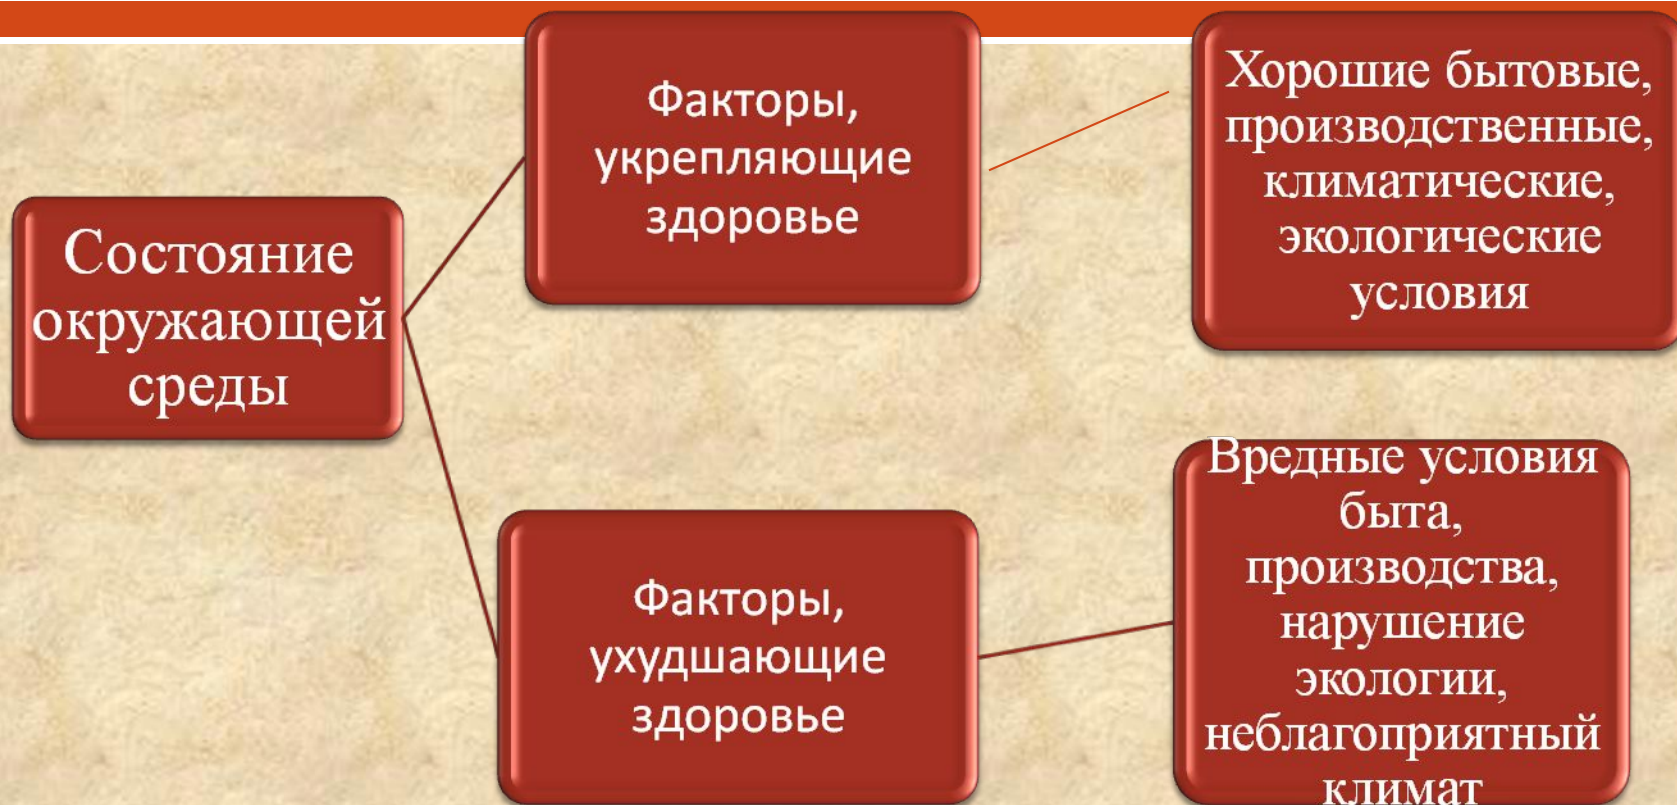 Состояние
окружающей
среды
Факторы,
укрепляющие
здоровье
Хорошие бытовые,
производственные,
климатические,
экологические
условия
Факторы,
ухудшающие
здоровье
Вредные условия
быта,
производства,
нарушение
экологии,
неблагоприятный
климат